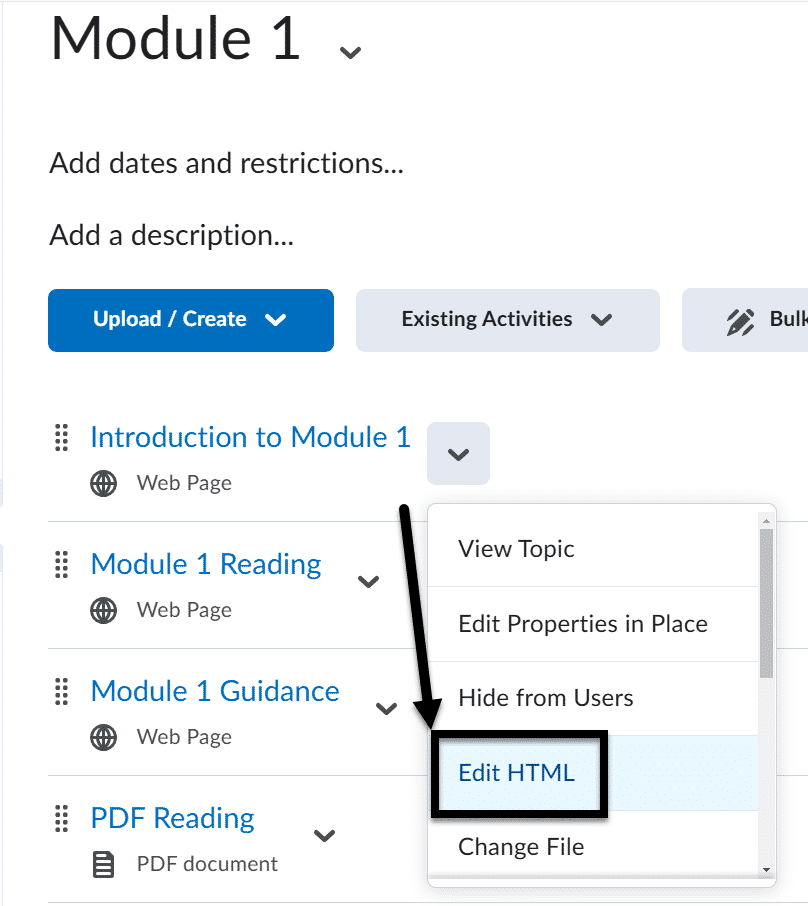 Module 1
Add dates and restrictions...
Add a description...
Upload / Create
Existing Activities
Introduction to Module 1
Web Page
View Topic
Module 1 Reading
Web Page
Edit Properties in Place
Module 1 Guidance
Hide from Users
Web Page
Edit HTML
PDF Reading
Change File
PDF document